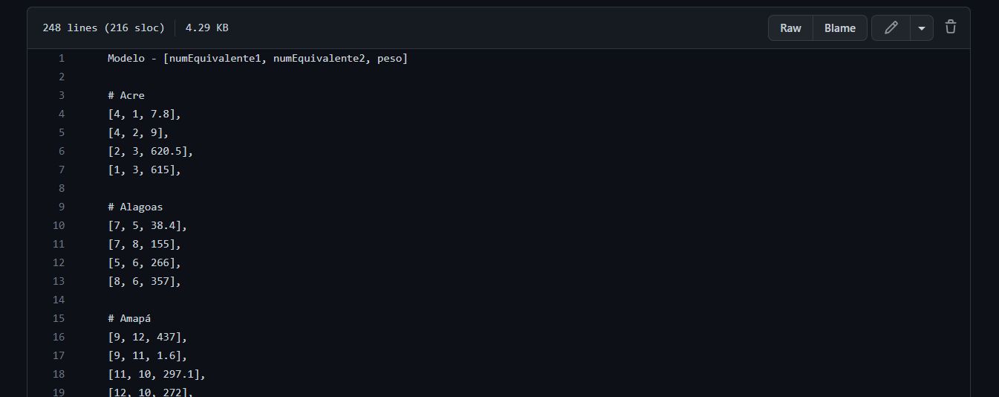 248 lines (216 sloc) 4.29 KB Raw Blame
1 Modelo - [numEquivalente1, numEquivalente2, peso]
2
3 # Acre
4 [4, 1, 7.8],
5 [4, 2, 9],
6 [2, 3, 620.5],
7 [1, 3, 615],
8
9 # Alagoas
10 [7, 5, 38.4],
11 [7, 8, 155],
12 [5, 6, 266],
13 [8, 6, 357],
14
15 # Amapá
16 [9, 12, 437],
17 [9, 11, 1.6],
18 [11, 10, 297.1],
19 [12, 10, 272],